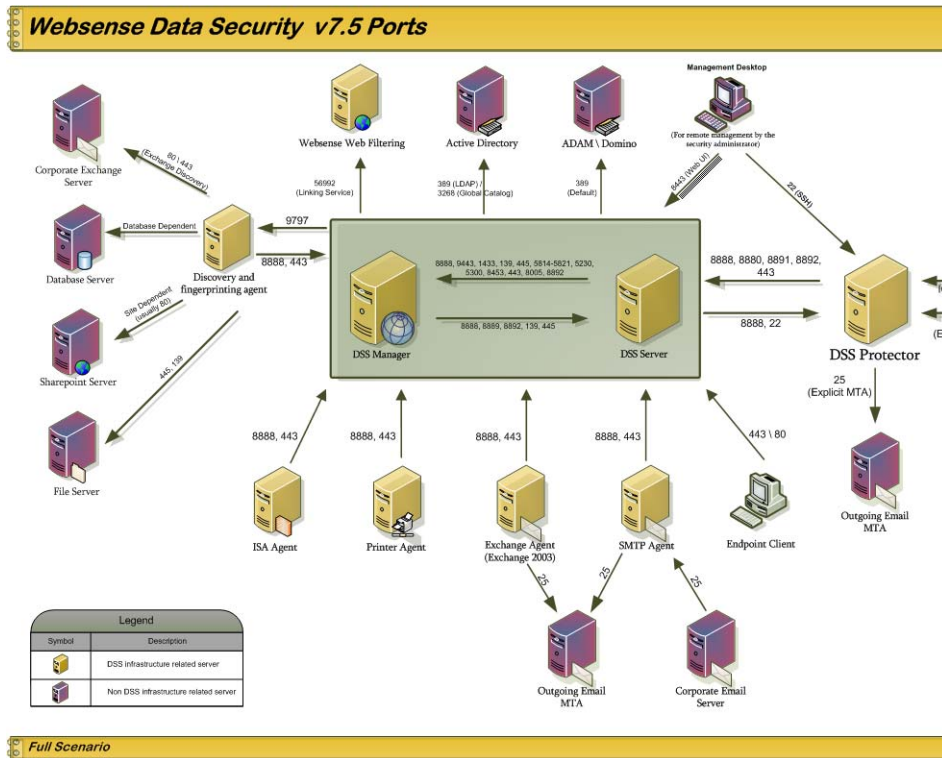 Websense Data Security v7.5 Ports
Management Desktop
(For remote management by the
security administrator)
Corporate Exchange
Server
80 \ 443
(Exchange Discovery)
Websense Web Filtering
Active Directory
ADAM \ Domino
56992
(Linking Service)
389 (LDAP) /
3268 (Global Catalog)
389
(Default)
8443 (Web UI)
22 (SSH)
Database Server
Database Dependent
Discovery and
fingerprinting agent
9797
8888, 443
Site Dependent
(usually 80)
Sharepoint Server
445, 139
File Server
DSS Manager
8888, 9443, 1433, 139, 445, 5814-5821, 5230,
5300, 8453, 443, 8005, 8892
8888, 8889, 8892, 139, 445
DSS Server
8888, 8880, 8891, 8892,
443
8888, 22
DSS Protector
(E
25
(Explicit MTA)
Outgoing Email
MTA
8888, 443
8888, 443
8888, 443
8888, 443
443 \ 80
ISA Agent
Printer Agent
Exchange Agent
(Exchange 2003)
SMTP Agent
Endpoint Client
25
25
25
Outgoing Email
MTA
Corporate Email
Server
Legend
Symbol
Description
DSS infrastructure related server
Non DSS infrastructure related server
Full Scenario